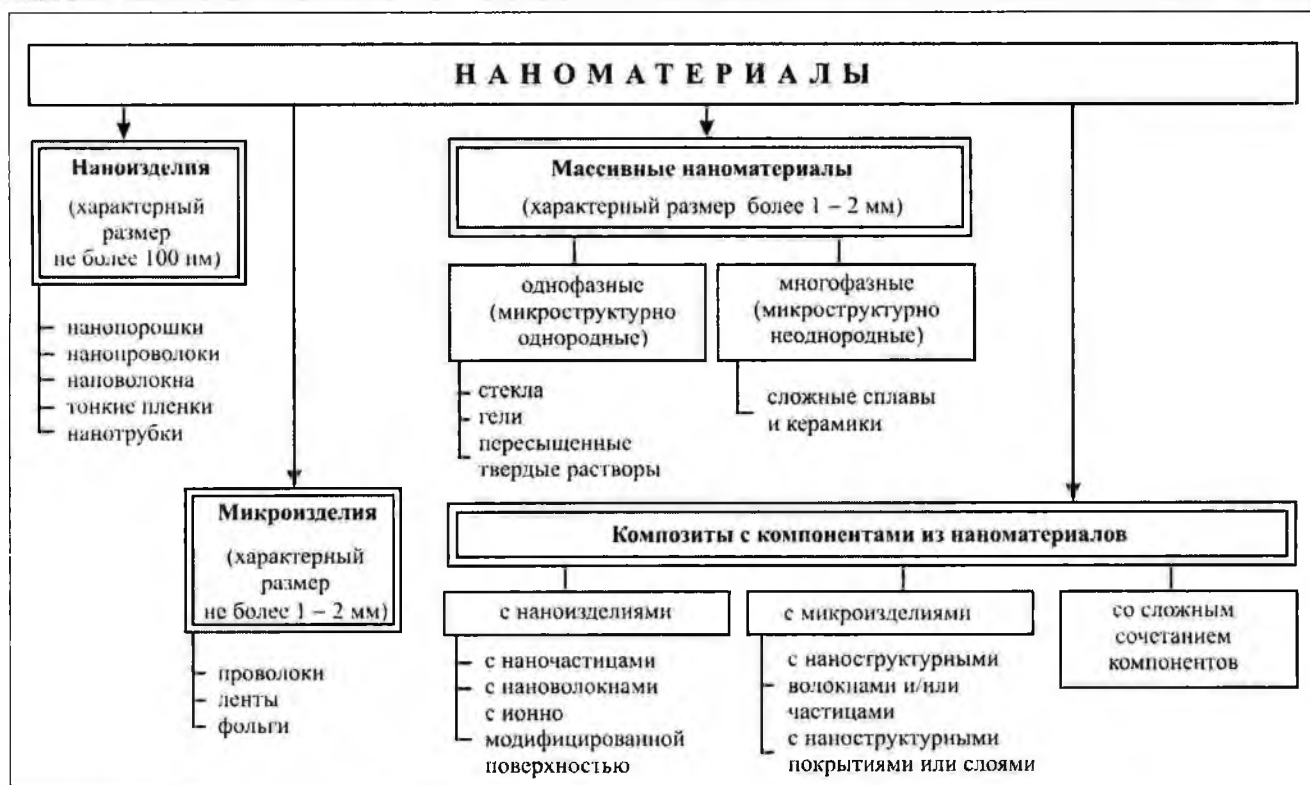 НАНОМАТЕРИАЛЫ
Наноизделия
(характерный
размер
не более 100 нм)
– нанопорошки
– нанопроволоки
– нановолокна
– тонкие пленки
– нанотрубки
Микроизделия
(характерный
размер
не более 1 – 2 мм)
– проволоки
– ленты
– фольги
Массивные наноматериалы
(характерный размер более 1 – 2 мм)
однофазные
(микроструктурно
однородные)
– стекла
– гели
пересыщенные
– твердые растворы
многофазные
(микроструктурно
неоднородные)
сложные сплавы
– и керамики
Композиты с компонентами из наноматериалов
с наноизделиями
– с наночастицами
– с нановолокнами
с ионно
– модифицированной
поверхностью
с микроизделиями
с наноструктурными
– волокнами и/или
частицами
с наноструктурными
– покрытиями или слоями
со сложным
сочетанием
компонентов